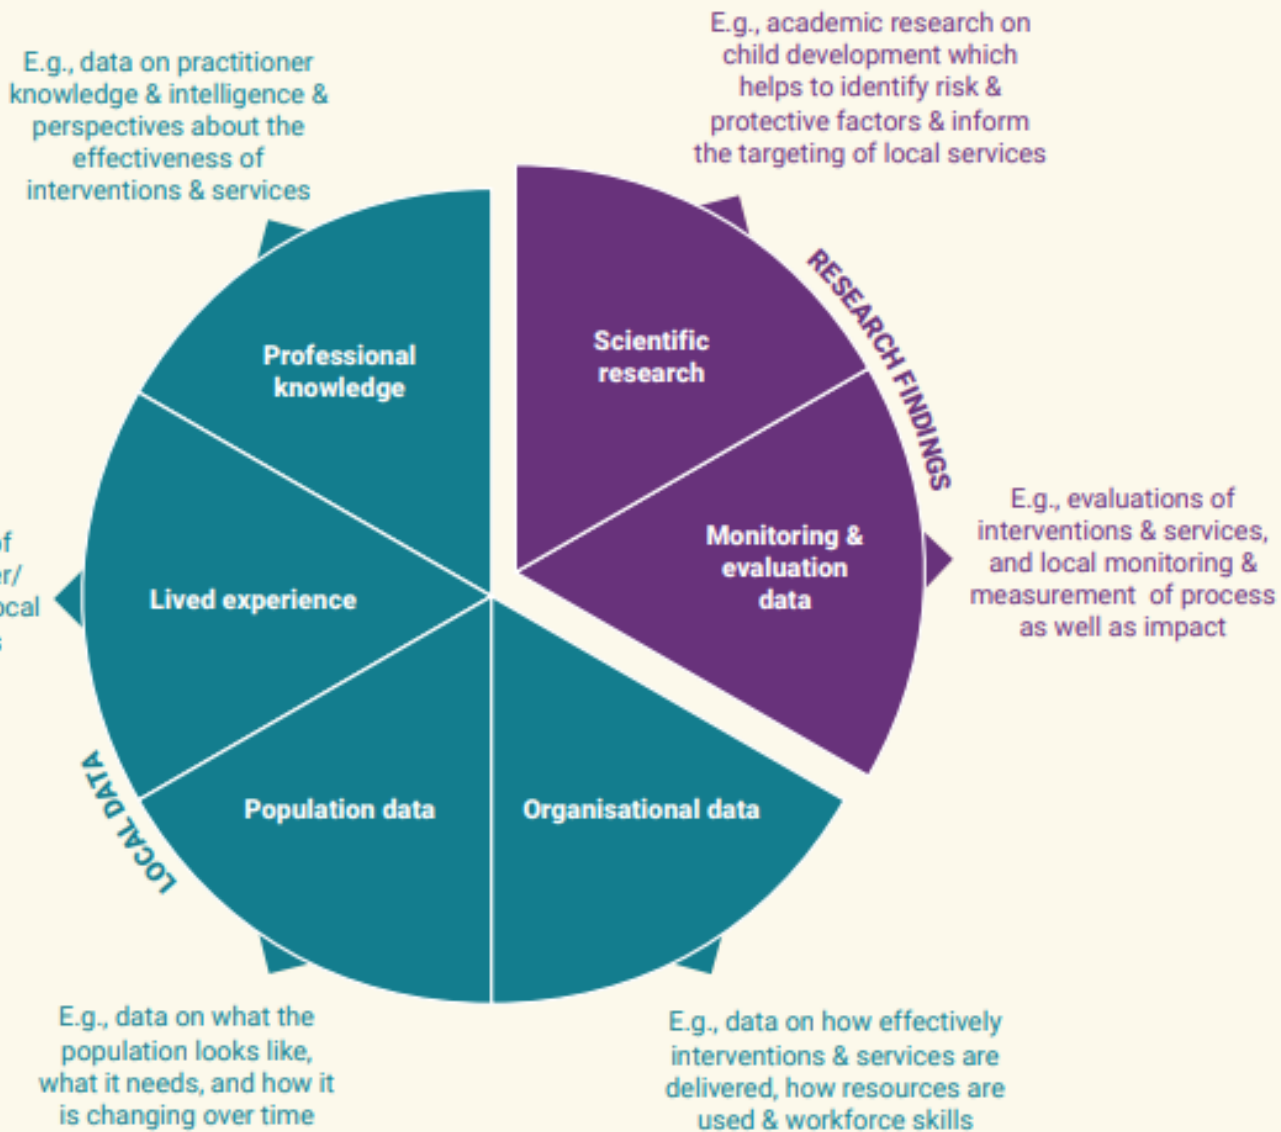 E.g., academic research on
child development which
helps to identify risk &
protective factors & inform
the targeting of local services
E.g., data on practitioner
knowledge & intelligence &
perspectives about the
effectiveness of
interventions & services
RESEARCH FINDINGS
Scientific
research
Professional
knowledge
Monitoring &
evaluation
data
E.g., evaluations of
interventions & services,
and local monitoring &
measurement of process
as well as impact
Lived experience
LOCAL DATA
Population data
Organisational data
E.g., data on what the
population looks like,
what it needs, and how it
is changing over time
E.g., data on how effectively
interventions & services are
delivered, how resources are
used & workforce skills